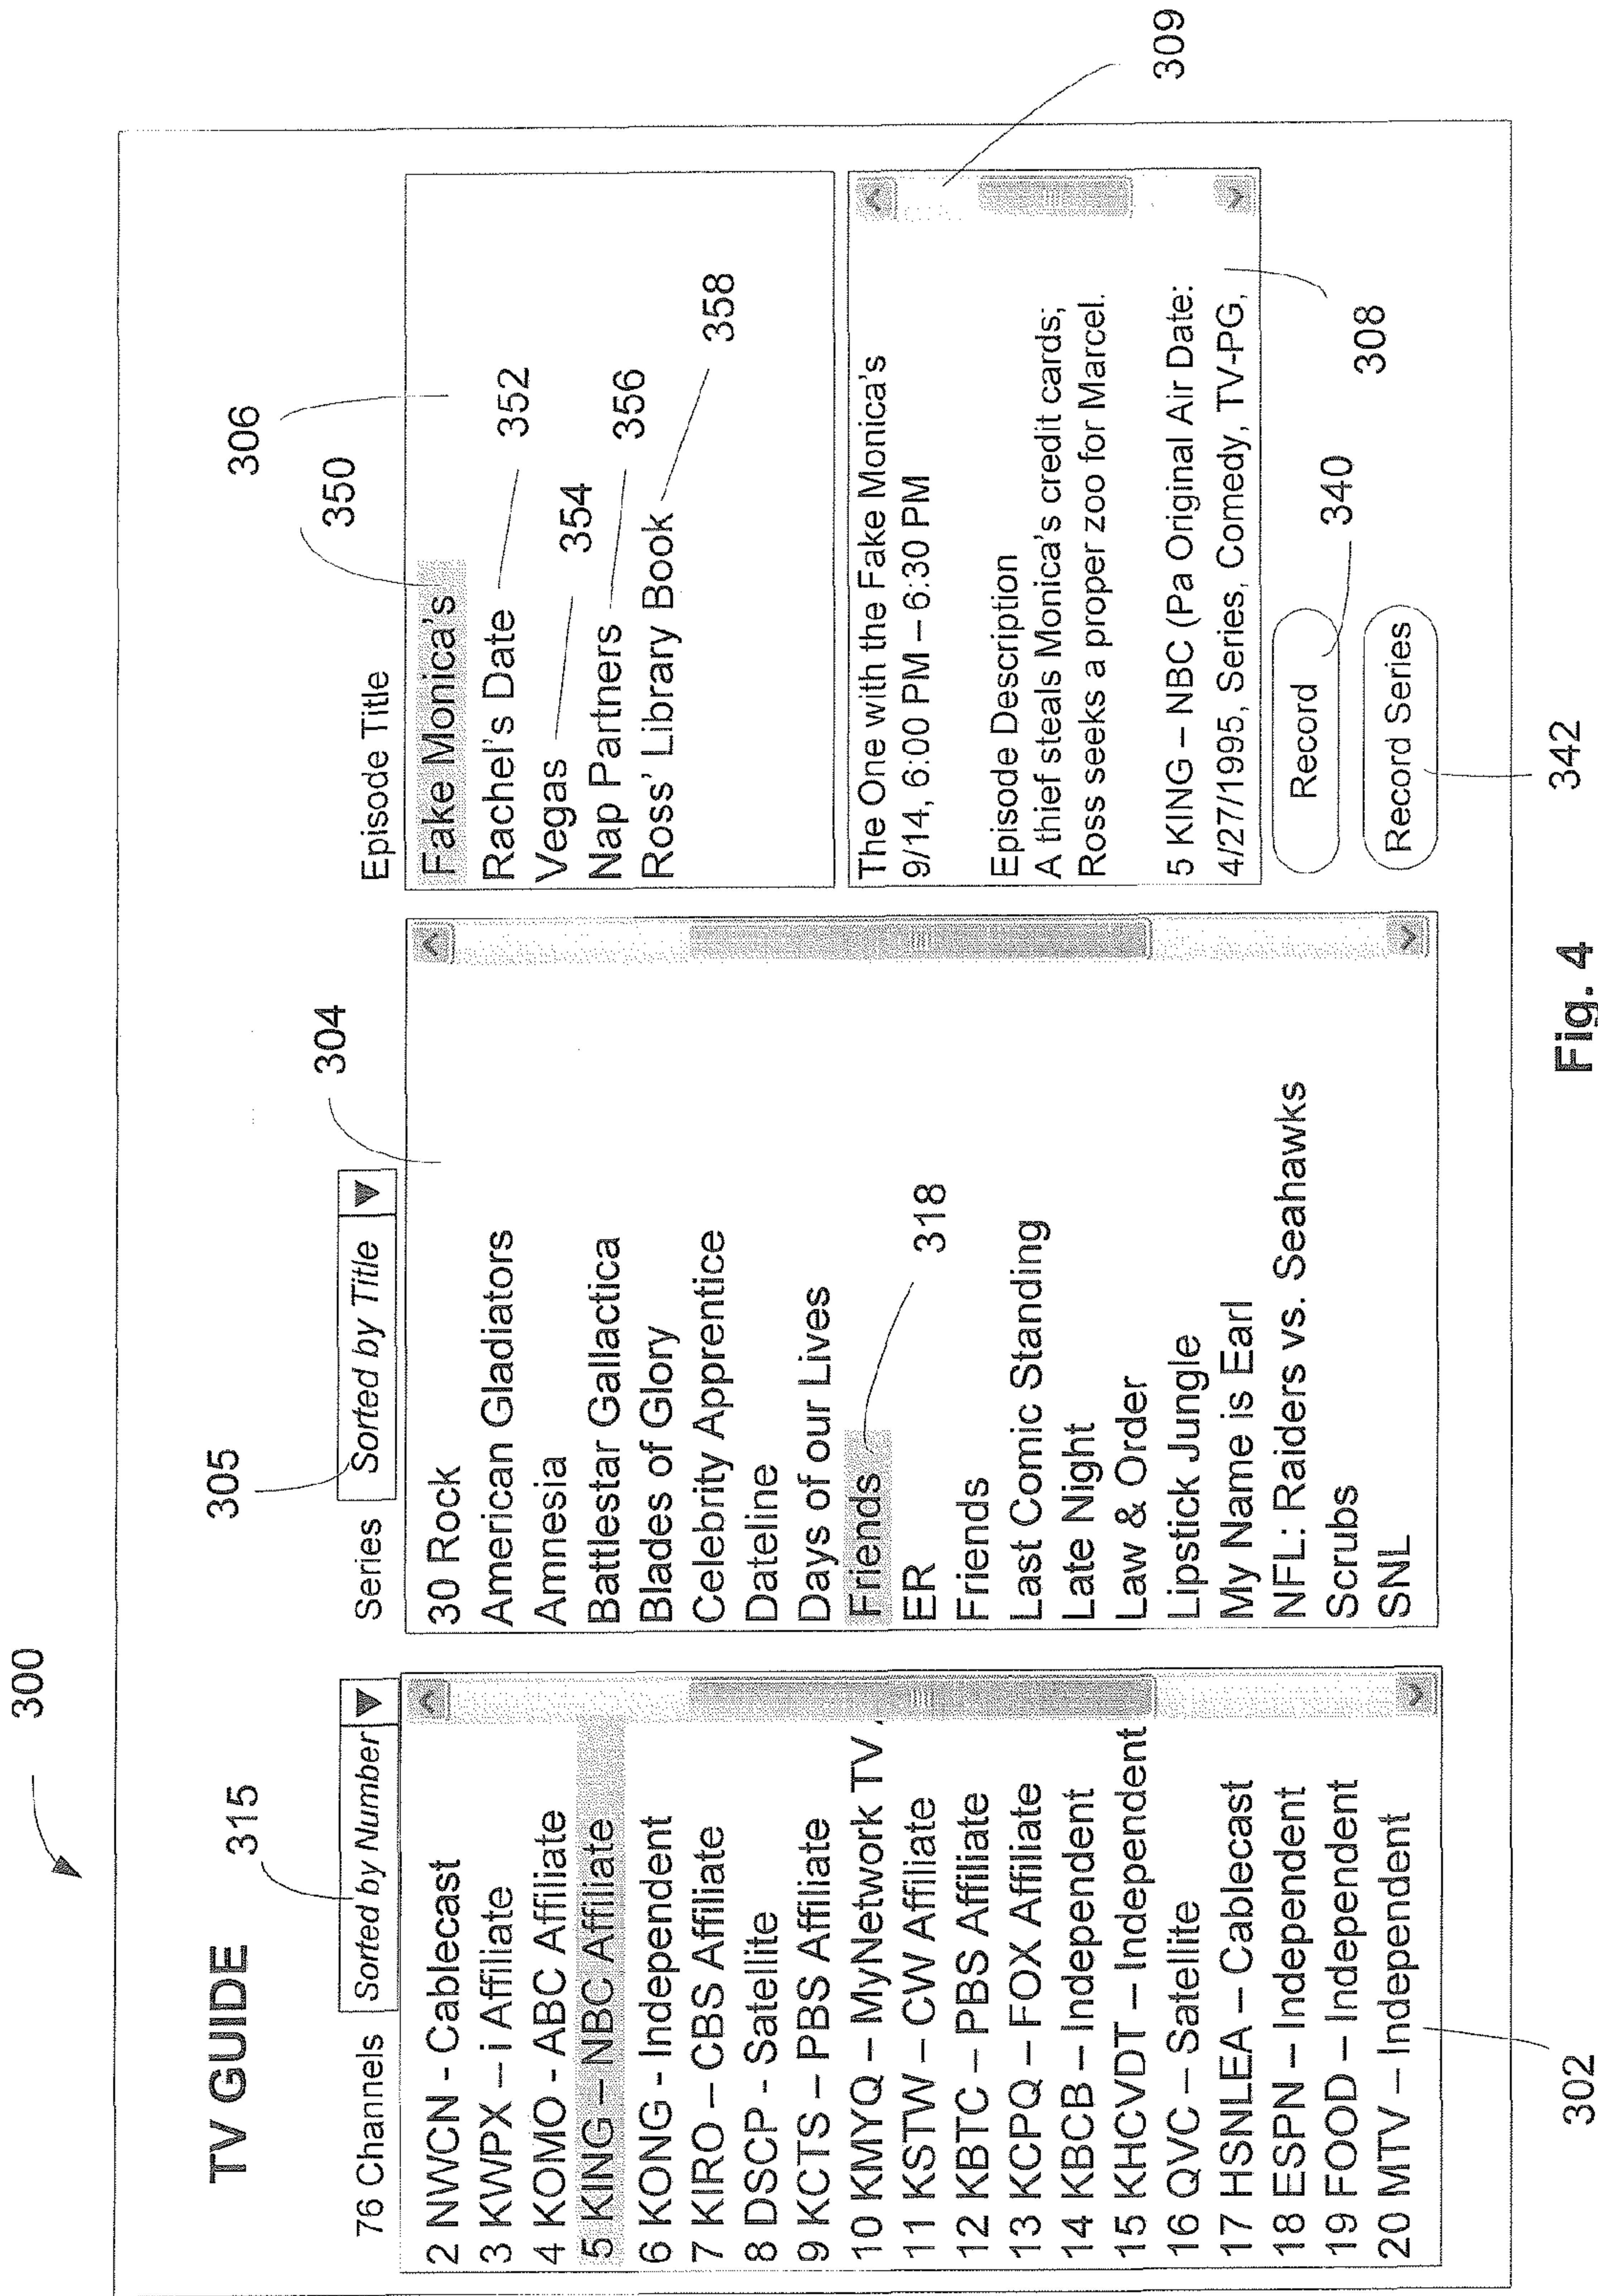 300
TV GUIDE
315
76 Channels
Sorted by Number
2 NWCN - Cablecast
3 KWPX – i Affiliate
4 KOMO - ABC Affiliate
5 KING – NBC Affiliate
6 KONG - Independent
7 KIRO – CBS Affiliate
8 DSCP - Satellite
9 KCTS – PBS Affiliate
10 KMYQ – MyNetwork TV
11 KSTW – CW Affiliate
12 KBTC – PBS Affiliate
13 KCPQ – FOX Affiliate
14 KBCB – Independent
15 KHCVDT – Independent
16 QVC – Satellite
17 HSNLEA – Cablecast
18 ESPN – Independent
19 FOOD – Independent
20 MTV – Independent
302
305
304
Series
Sorted by Title
30 Rock
American Gladiators
Amnesia
Battlestar Gallactica
Blades of Glory
Celebrity Apprentice
Dateline
Days of our Lives
Friends
318
ER
Friends
Last Comic Standing
Late Night
Law & Order
Lipstick Jungle
My Name is Earl
NFL: Raiders vs. Seahawks
Scrubs
SNL
306
350
Episode Title
Fake Monica's
Rachel's Date
352
Vegas
354
Nap Partners
356
Ross' Library Book
358
The One with the Fake Monica's
9/14, 6:00 PM – 6:30 PM
Episode Description
A thief steals Monica's credit cards;
Ross seeks a proper zoo for Marcel.
5 KING – NBC (Pa Original Air Date:
4/27/1995, Series, Comedy, TV-PG,
309
308
Record
340
Record Series
342
Fig. 4